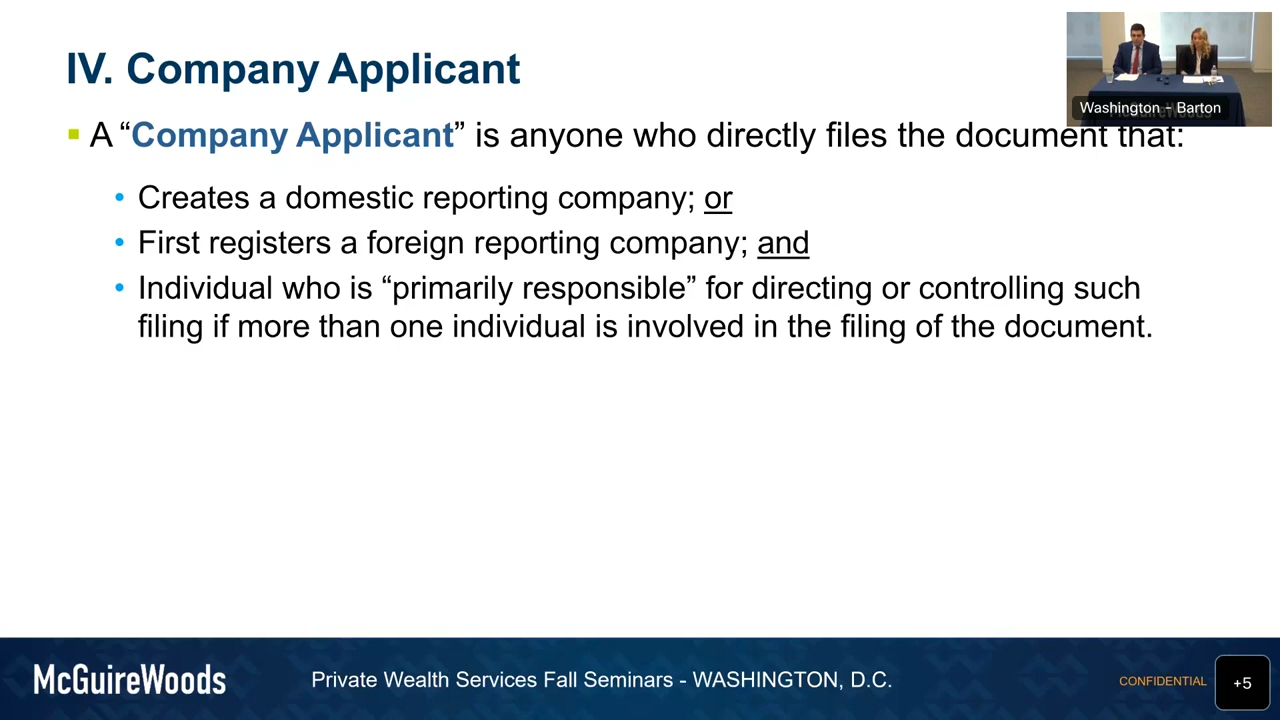 IV. Company Applicant
Washington - Barton
▪ A “Company Applicant” is anyone who directly files the document that:
• Creates a domestic reporting company; or
• First registers a foreign reporting company; and
• Individual who is “primarily responsible” for directing or controlling such
filing if more than one individual is involved in the filing of the document.
McGuireWoods
Private Wealth Services Fall Seminars - WASHINGTON, D.C.
CONFIDENTIAL
+5